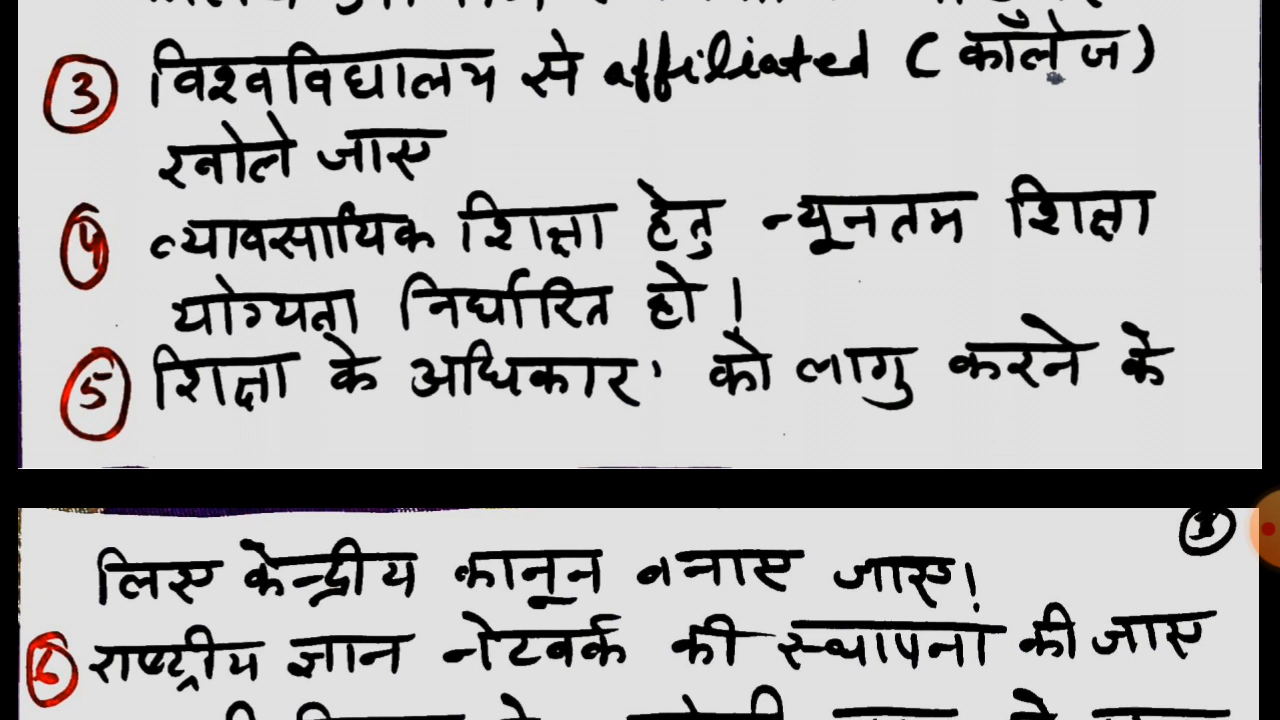 ③ विश्वविद्यालय से affiliated (कॉलेज)
खोले जाए
④ व्यावसायिक शिक्षा हेतु न्यूनतम शिक्षा
योग्यता निर्धारित हो।
⑤ शिक्षा के अधिकार' को लागु करने के
लिए केन्द्रीय कानून बनाए जाए।
⑥ राष्ट्रीय ज्ञान नेटवर्क की स्थापना की जाए